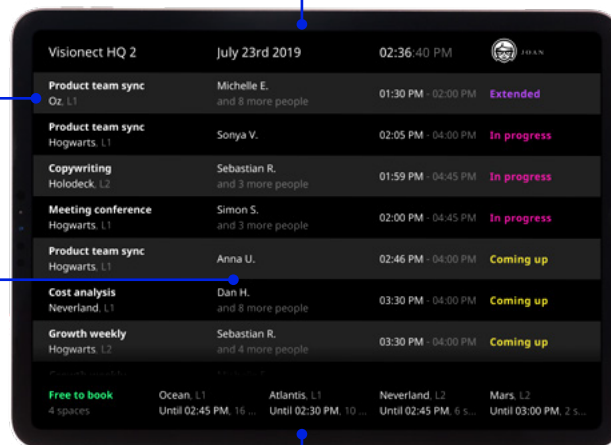 Visionect HQ 2 July 23rd 2019 02:36:40 PM JOAN
Product team sync Michelle E. 01:30 PM - 02:00 PM Extended
Oz, L1 and 8 more people
Product team sync Sonya V. 02:05 PM - 04:00 PM In progress
Hogwarts, L1
Copywriting Sebastian R. 01:59 PM - 04:45 PM In progress
Holodeck, L2 and 3 more people
Meeting conference Simon S. 02:00 PM - 04:45 PM In progress
Hogwarts, L1 and 3 more people
Product team sync Anna U. 02:46 PM - 04:00 PM Coming up
Hogwarts, L1
Cost analysis Dan H. 03:30 PM - 04:00 PM Coming up
Neverland, L1 and 8 more people
Growth weekly Sebastian R. 03:30 PM - 04:00 PM Coming up
Hogwarts, L2 and 4 more people
Growth weekly
Free to book Ocean, L1 Atlantis, L1 Neverland, L2 Mars, L2
4 spaces Until 02:45 PM, 16 ... Until 02:30 PM, 10 ... Until 02:45 PM, 6 s... Until 03:00 PM, 2 s...